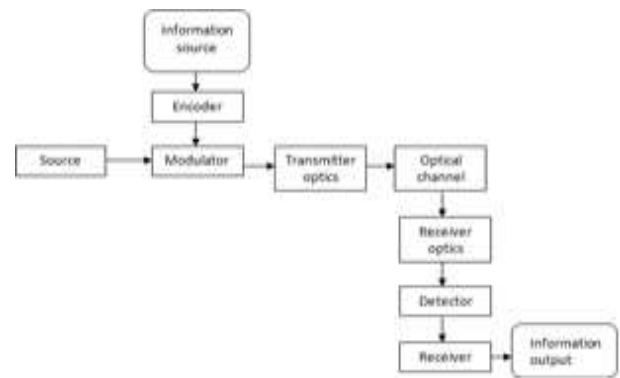 Information
source
Encoder
Source
Modulator
Transmitter
optics
Optical
channel
Receiver
optics
Detector
Receiver
Information
output